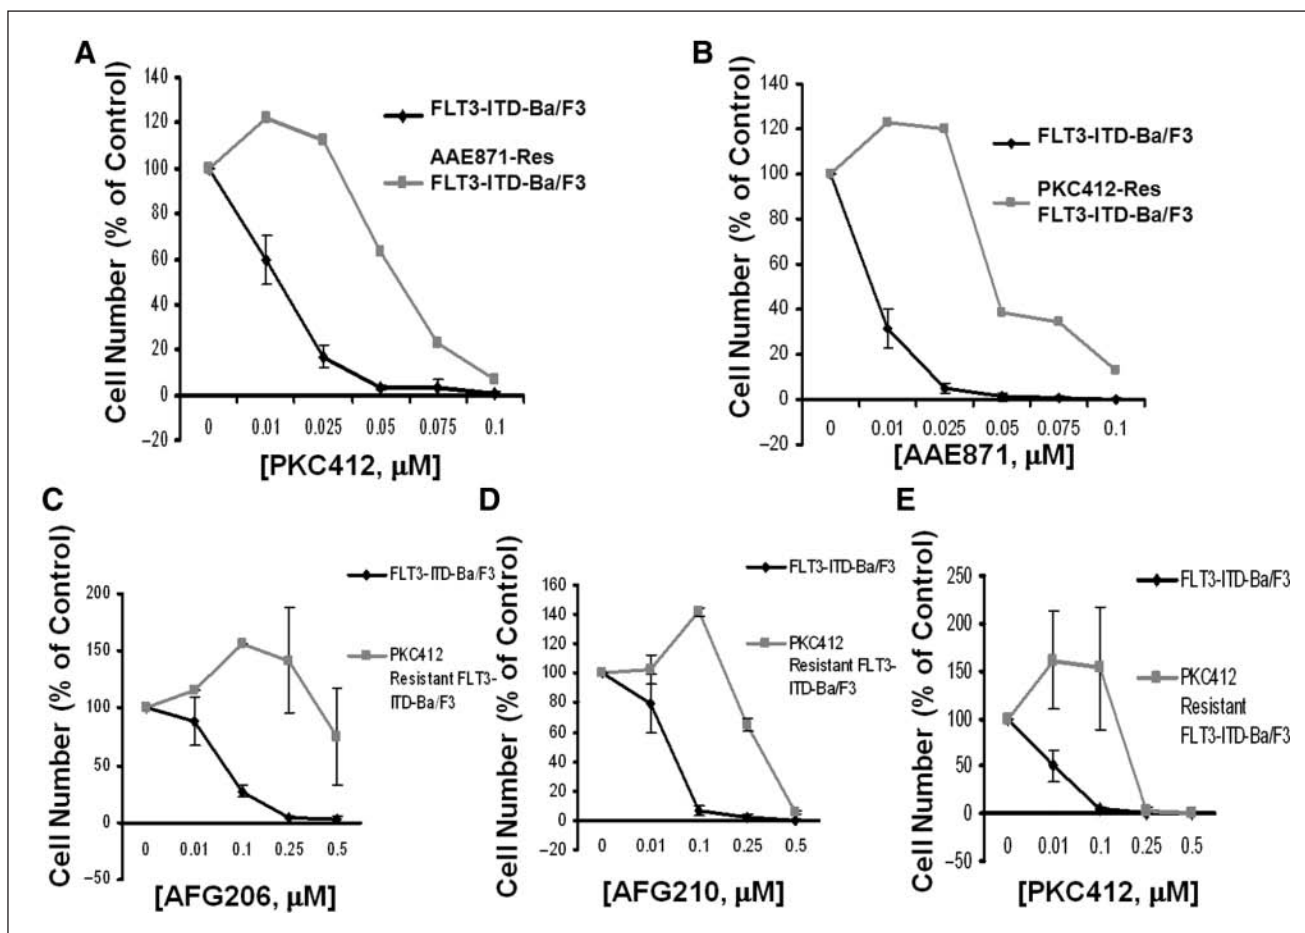 A
Cell Number (% of Control)
140
120
100
80
60
40
20
0
–20
FLT3-ITD-Ba/F3
AAE871-Res
FLT3-ITD-Ba/F3
0 0.01 0.025 0.05 0.075 0.1
[PKC412, μM]
B
Cell Number (% of Control)
140
120
100
80
60
40
20
0
–20
FLT3-ITD-Ba/F3
PKC412-Res
FLT3-ITD-Ba/F3
0 0.01 0.025 0.05 0.075 0.1
[AAE871, μM]
C
Cell Number (% of Control)
200
150
100
50
0
–50
FLT3-ITD-Ba/F3
PKC412
Resistant FLT3-
ITD-Ba/F3
0 0.01 0.1 0.25 0.5
[AFG206, μM]
D
Cell Number (% of Control)
160
140
120
100
80
60
40
20
0
–20
FLT3-ITD-Ba/F3
PKC412
Resistant FLT3-
ITD-Ba/F3
0 0.01 0.1 0.25 0.5
[AFG210, μM]
E
Cell Number (% of Control)
250
200
150
100
50
0
–50
FLT3-ITD-Ba/F3
PKC412
Resistant
FLT3-ITD-Ba/F3
0 0.01 0.1 0.25 0.5
[PKC412, μM]